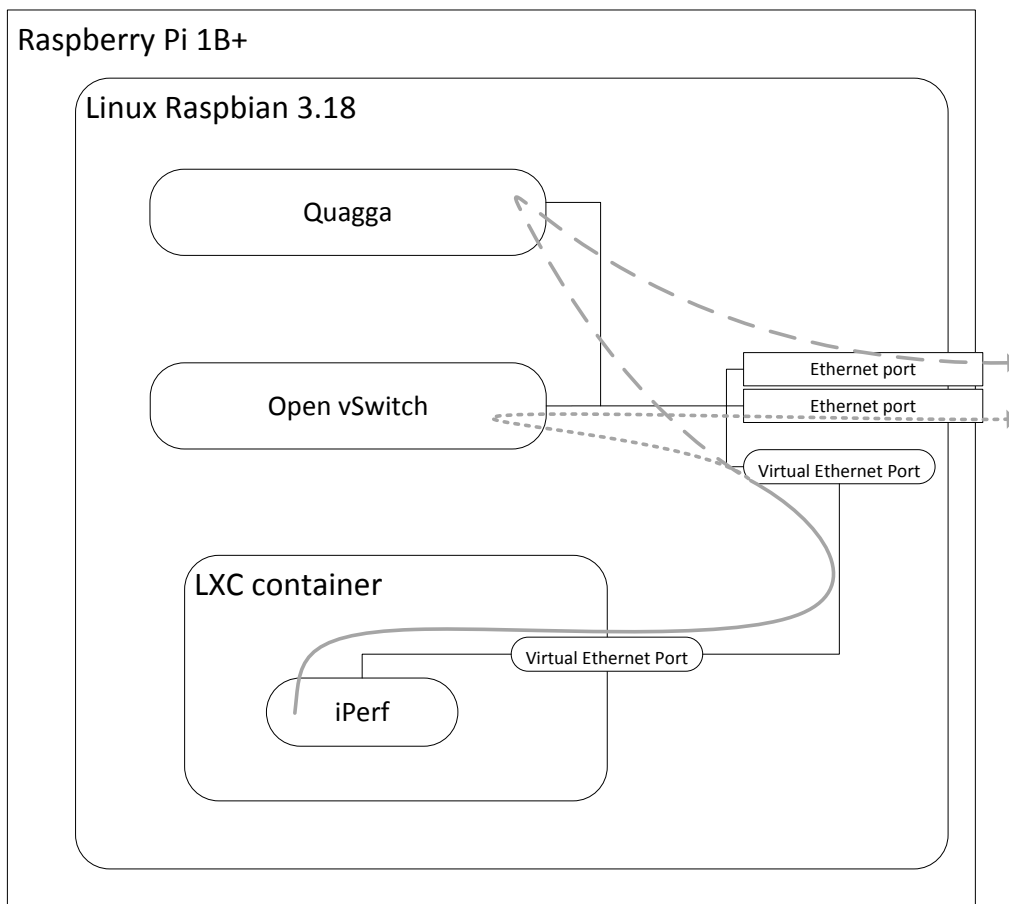 Raspberry Pi 1B+
Linux Raspbian 3.18
Quagga
Ethernet port
Open vSwitch
Ethernet port
Virtual Ethernet Port
LXC container
Virtual Ethernet Port
iPerf